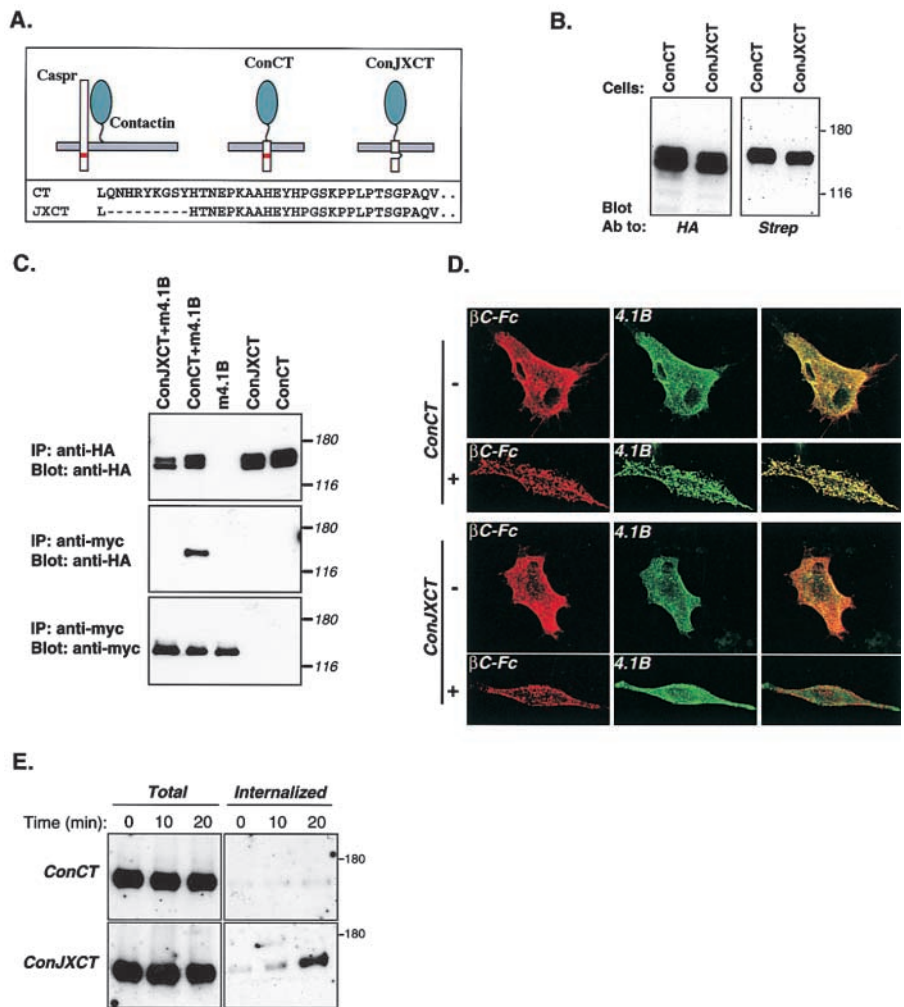 A.
Caspr
Contactin
ConCT
ConJXCT
CT LQNHRYKGSYHTNEPKAAHEYHPGSKPPLPTSGPAQV..
JXCT L----------HTNEPKAAHEYHPGSKPPLPTSGPAQV..
B.
Cells: ConCT ConJXCT ConCT ConJXCT
180
116
Blot
Ab to: HA Strep
C.
ConJXCT+m4.1B
ConCT+m4.1B
m4.1B
ConJXCT
ConCT
IP: anti-HA
Blot: anti-HA
180
116
IP: anti-myc
Blot: anti-HA
180
116
IP: anti-myc
Blot: anti-myc
180
116
D.
ConCT
-
βC-Fc 4.1B
+
βC-Fc 4.1B
ConJXCT
-
βC-Fc 4.1B
+
βC-Fc 4.1B
E.
Total Internalized
Time (min): 0 10 20 0 10 20
ConCT
180
ConJXCT
180